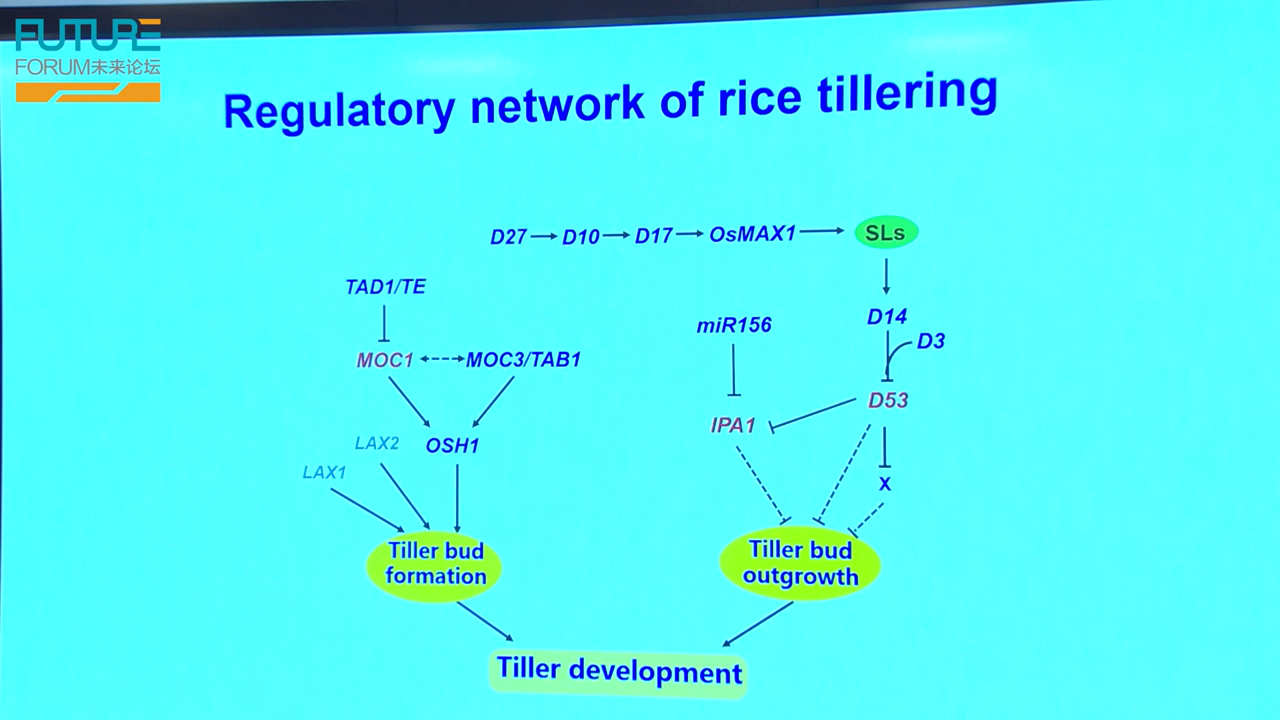 FUTURE
FORUM未来论坛
Regulatory network of rice tillering
D27 D10 D17 OsMAX1 SLs
TAD1/TE
D14
miR156
D3
MOC1 MOC3/TAB1
D53
IPA1
LAX2 OSH1
LAX1
X
Tiller bud
formation
Tiller bud
outgrowth
Tiller development